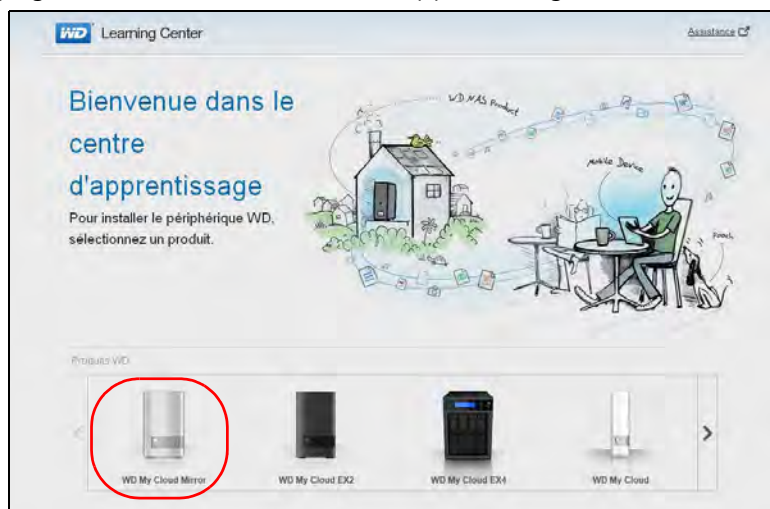 WD Learning Center
Assistance
Bienvenue dans le
centre
d'apprentissage
Pour installer le périphérique WD,
sélectionnez un produit.
WD NAS Product
Mobile Device
Pooch
Produits WD
WD My Cloud Mirror
WD My Cloud EX2
WD My Cloud EX4
WD My Cloud